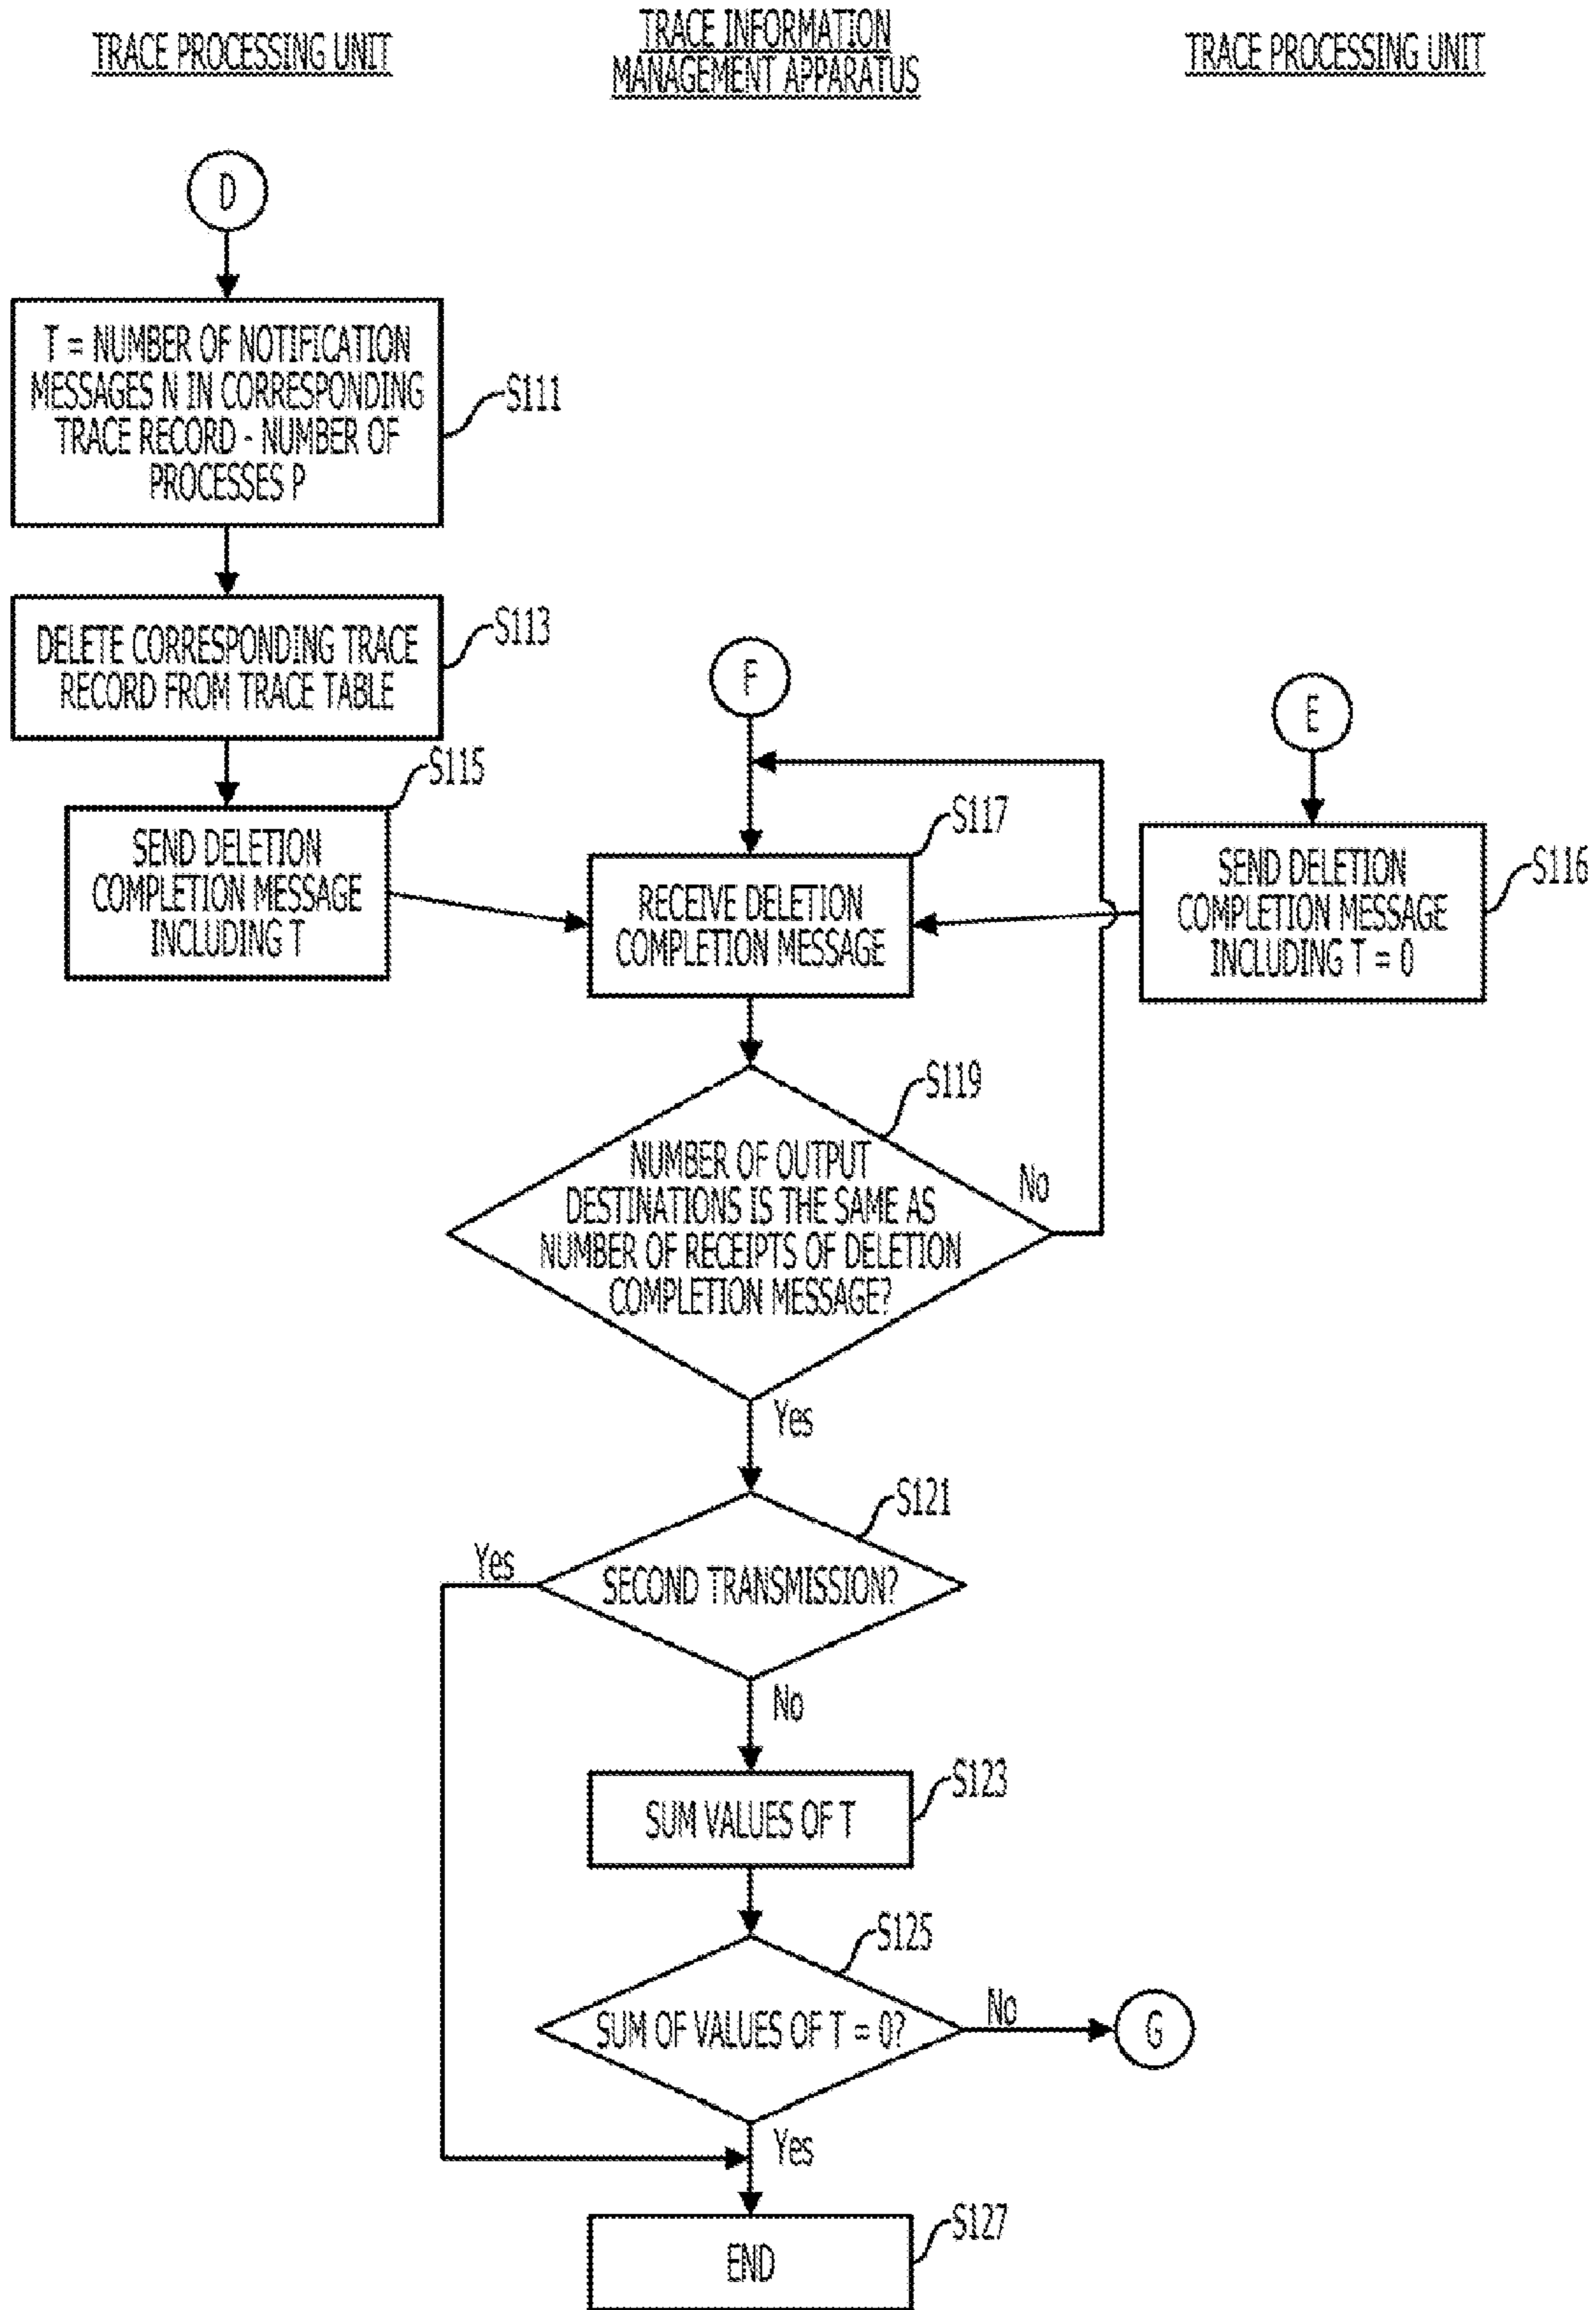 TRACE PROCESSING UNIT
TRACE INFORMATION
MANAGEMENT APPARATUS
TRACE PROCESSING UNIT
D
T = NUMBER OF NOTIFICATION
MESSAGES N IN CORRESPONDING
TRACE RECORD - NUMBER OF
PROCESSES P
S111
DELETE CORRESPONDING TRACE
RECORD FROM TRACE TABLE
S113
F
E
SEND DELETION
COMPLETION MESSAGE
INCLUDING T
S115
RECEIVE DELETION
COMPLETION MESSAGE
S117
SEND DELETION
COMPLETION MESSAGE
INCLUDING T = 0
S116
NUMBER OF OUTPUT
DESTINATIONS IS THE SAME AS
NUMBER OF RECEIPTS OF DELETION
COMPLETION MESSAGE?
S119
No
Yes
SECOND TRANSMISSION?
S121
Yes
No
SUM VALUES OF T
S123
SUM OF VALUES OF T = 0?
S125
No
G
Yes
END
S127